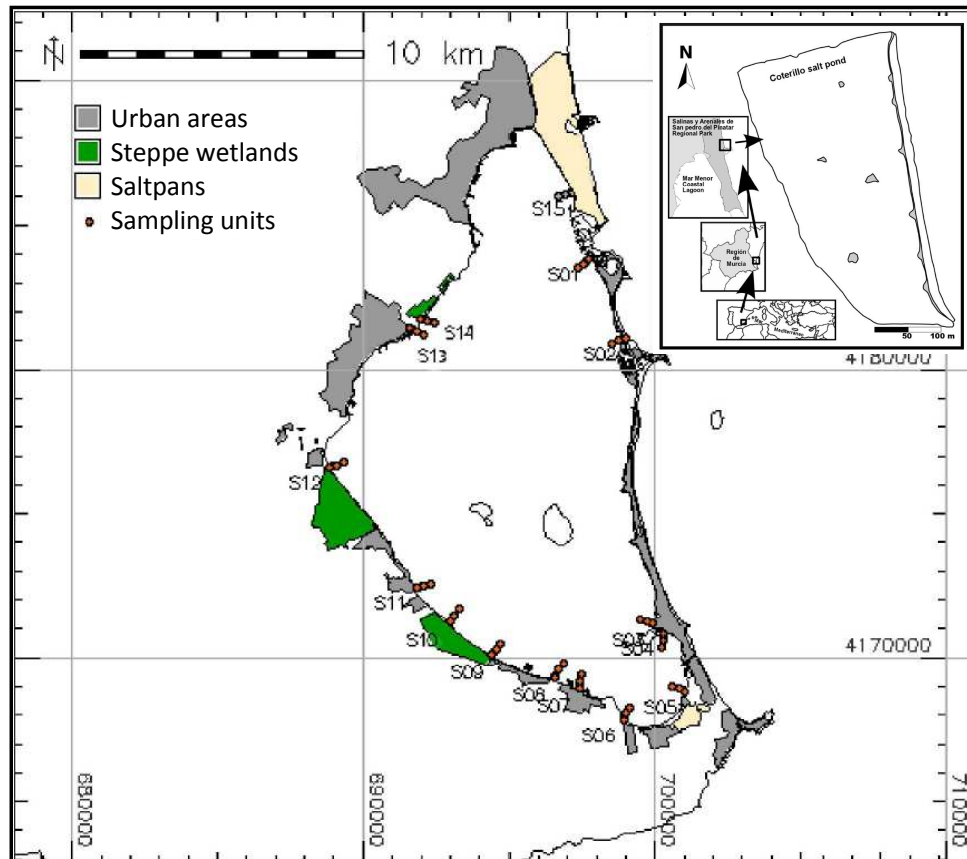 N
10 km
Urban areas
Steppe wetlands
Saltpans
Sampling units
N
Coterillo salt pond
Salinas y Arenales de
San pedro del Pinatar
Regional Park
Mar Menor
Coastal
Lagoon
Región
de
Murcia
Mediterráneo
50 100 m
S15
S01
S14
S13
S02
4180000
S12
S11
S10
S03
S04
4170000
S09
S08
S07
S05
S06
680000
690000
700000
710000